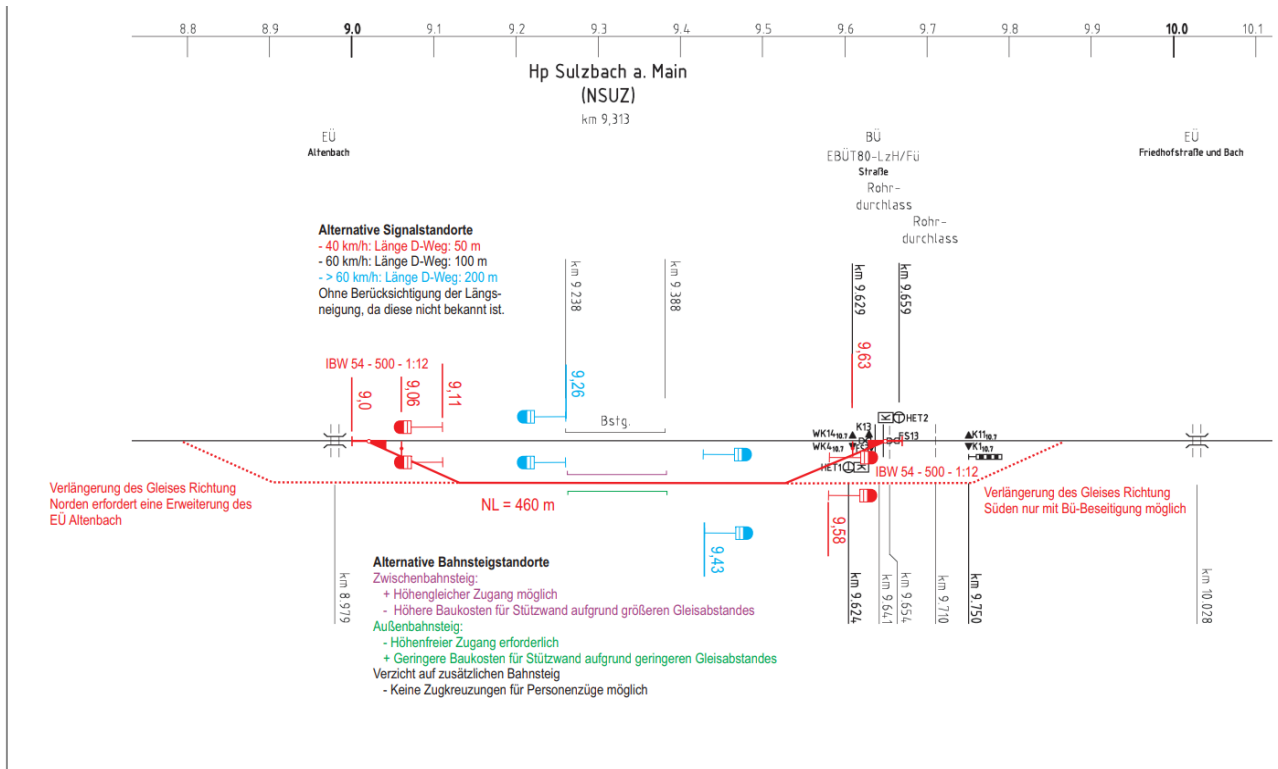 8.8 8.9 9.0 9.1 9.2 9.3 9.4 9.5 9.6 9.7 9.8 9.9 10.0 10.1
Hp Sulzbach a. Main
(NSUZ)
km 9,313
EÜ
Altenbach
BÜ
EBÜT80-LzH/Fü
Straße
Rohr-
durchlass
Rohr-
durchlass
EÜ
Friedhofstraße und Bach
Alternative Signalstandorte
- 40 km/h: Länge D-Weg: 50 m
- 60 km/h: Länge D-Weg: 100 m
- > 60 km/h: Länge D-Weg: 200 m
Ohne Berücksichtigung der Längs-
neigung, da diese nicht bekannt ist.
km 9.238
km 9.388
km 9.629
km 9.659
IBW 54 - 500 - 1:12
9,0
9,06
9,11
9,26
9,63
Bstg.
K13
HET2
WK14 10.7
WK4 10.7
ES13
K11 10.7
K1 10.7
HET1
IBW 54 - 500 - 1:12
Verlängerung des Gleises Richtung
Norden erfordert eine Erweiterung des
EÜ Altenbach
NL = 460 m
Verlängerung des Gleises Richtung
Süden nur mit Bü-Beseitigung möglich
9,43
9,58
km 8.979
km 9.624
km 9.641
km 9.654
km 9.710
km 9.750
km 10.028
Alternative Bahnsteigstandorte
Zwischenbahnsteig:
+ Höhengleicher Zugang möglich
- Höhere Baukosten für Stützwand aufgrund größeren Gleisabstandes
Außenbahnsteig:
- Höhenfreier Zugang erforderlich
+ Geringere Baukosten für Stützwand aufgrund geringeren Gleisabstandes
Verzicht auf zusätzlichen Bahnsteig
- Keine Zugkreuzungen für Personenzüge möglich